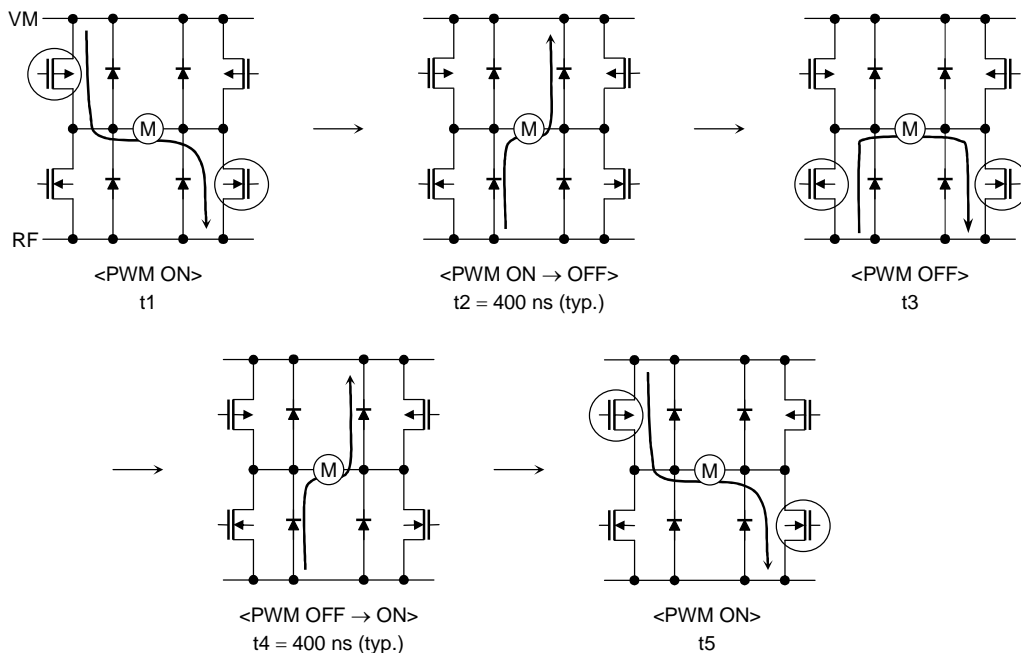 VM
M
M
M
RF
<PWM ON>
t1
<PWM ON → OFF>
t2 = 400 ns (typ.)
<PWM OFF>
t3
M
M
<PWM OFF → ON>
t4 = 400 ns (typ.)
<PWM ON>
t5